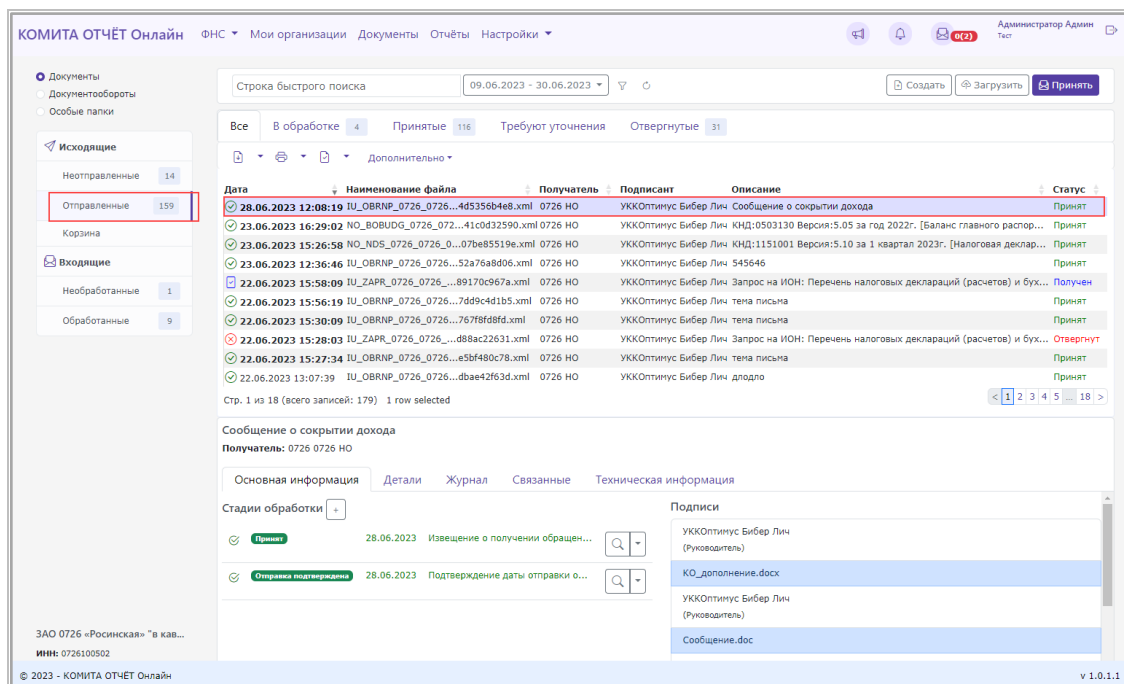 КОМИТА ОТЧЁТ Онлайн ФНС Мои организации Документы Отчёты Настройки 0(2) Администратор Админ
Тест
Документы
Документообороты
Особые папки
Исходящие
Неотправленные 14
Отправленные 159
Корзина
Входящие
Необработанные 1
Обработанные 9
ЗАО 0726 «Росинская» "в кав...
ИНН: 0726100502
Строка быстрого поиска 09.06.2023 - 30.06.2023 Создать Загрузить Принять
Все В обработке 4 Принятые 116 Требуют уточнения Отвергнутые 31
Дополнительно
Дата Наименование файла Получатель Подписант Описание Статус
28.06.2023 12:08:19 IU_OBRNP_0726_0726...4d5356b4e8.xml 0726 НО УККОптимус Бибер Лич Сообщение о сокрытии дохода Принят
23.06.2023 16:29:02 NO_BOBUDG_0726_072...41c0d32590.xml 0726 НО УККОптимус Бибер Лич КНД:0503130 Версия:5.05 за год 2022г. [Баланс главного распор... Принят
23.06.2023 15:26:58 NO_NDS_0726_0726_0...07be85519e.xml 0726 НО УККОптимус Бибер Лич КНД:1151001 Версия:5.10 за 1 квартал 2023г. [Налоговая деклар... Принят
23.06.2023 12:36:46 IU_OBRNP_0726_0726...52a76a8d06.xml 0726 НО УККОптимус Бибер Лич 545646 Принят
22.06.2023 15:58:09 IU_ZAPR_0726_0726_...89170c967a.xml 0726 НО УККОптимус Бибер Лич Запрос на ИОН: Перечень налоговых деклараций (расчетов) и бух... Получен
22.06.2023 15:56:19 IU_OBRNP_0726_0726...7dd9c4d1b5.xml 0726 НО УККОптимус Бибер Лич тема письма Принят
22.06.2023 15:30:09 IU_OBRNP_0726_0726...767f8fd8fd.xml 0726 НО УККОптимус Бибер Лич тема письма Принят
22.06.2023 15:28:03 IU_ZAPR_0726_0726_...d88ac22631.xml 0726 НО УККОптимус Бибер Лич Запрос на ИОН: Перечень налоговых деклараций (расчетов) и бух... Отвергнут
22.06.2023 15:27:34 IU_OBRNP_0726_0726...e5bf480c78.xml 0726 НО УККОптимус Бибер Лич тема письма Принят
22.06.2023 13:07:39 IU_OBRNP_0726_0726...dbae42f63d.xml 0726 НО УККОптимус Бибер Лич длодло Принят
Стр. 1 из 18 (всего записей: 179) 1 row selected < 1 2 3 4 5 ... 18 >
Сообщение о сокрытии дохода
Получатель: 0726 0726 НО
Основная информация Детали Журнал Связанные Техническая информация
Стадии обработки +
Принят 28.06.2023 Извещение о получении обращен...
Отправка подтверждена 28.06.2023 Подтверждение даты отправки о...
Подписи
УККОптимус Бибер Лич
(Руководитель)
КО_дополнение.docx
УККОптимус Бибер Лич
(Руководитель)
Сообщение.doc
© 2023 - КОМИТА ОТЧЁТ Онлайн v 1.0.1.1